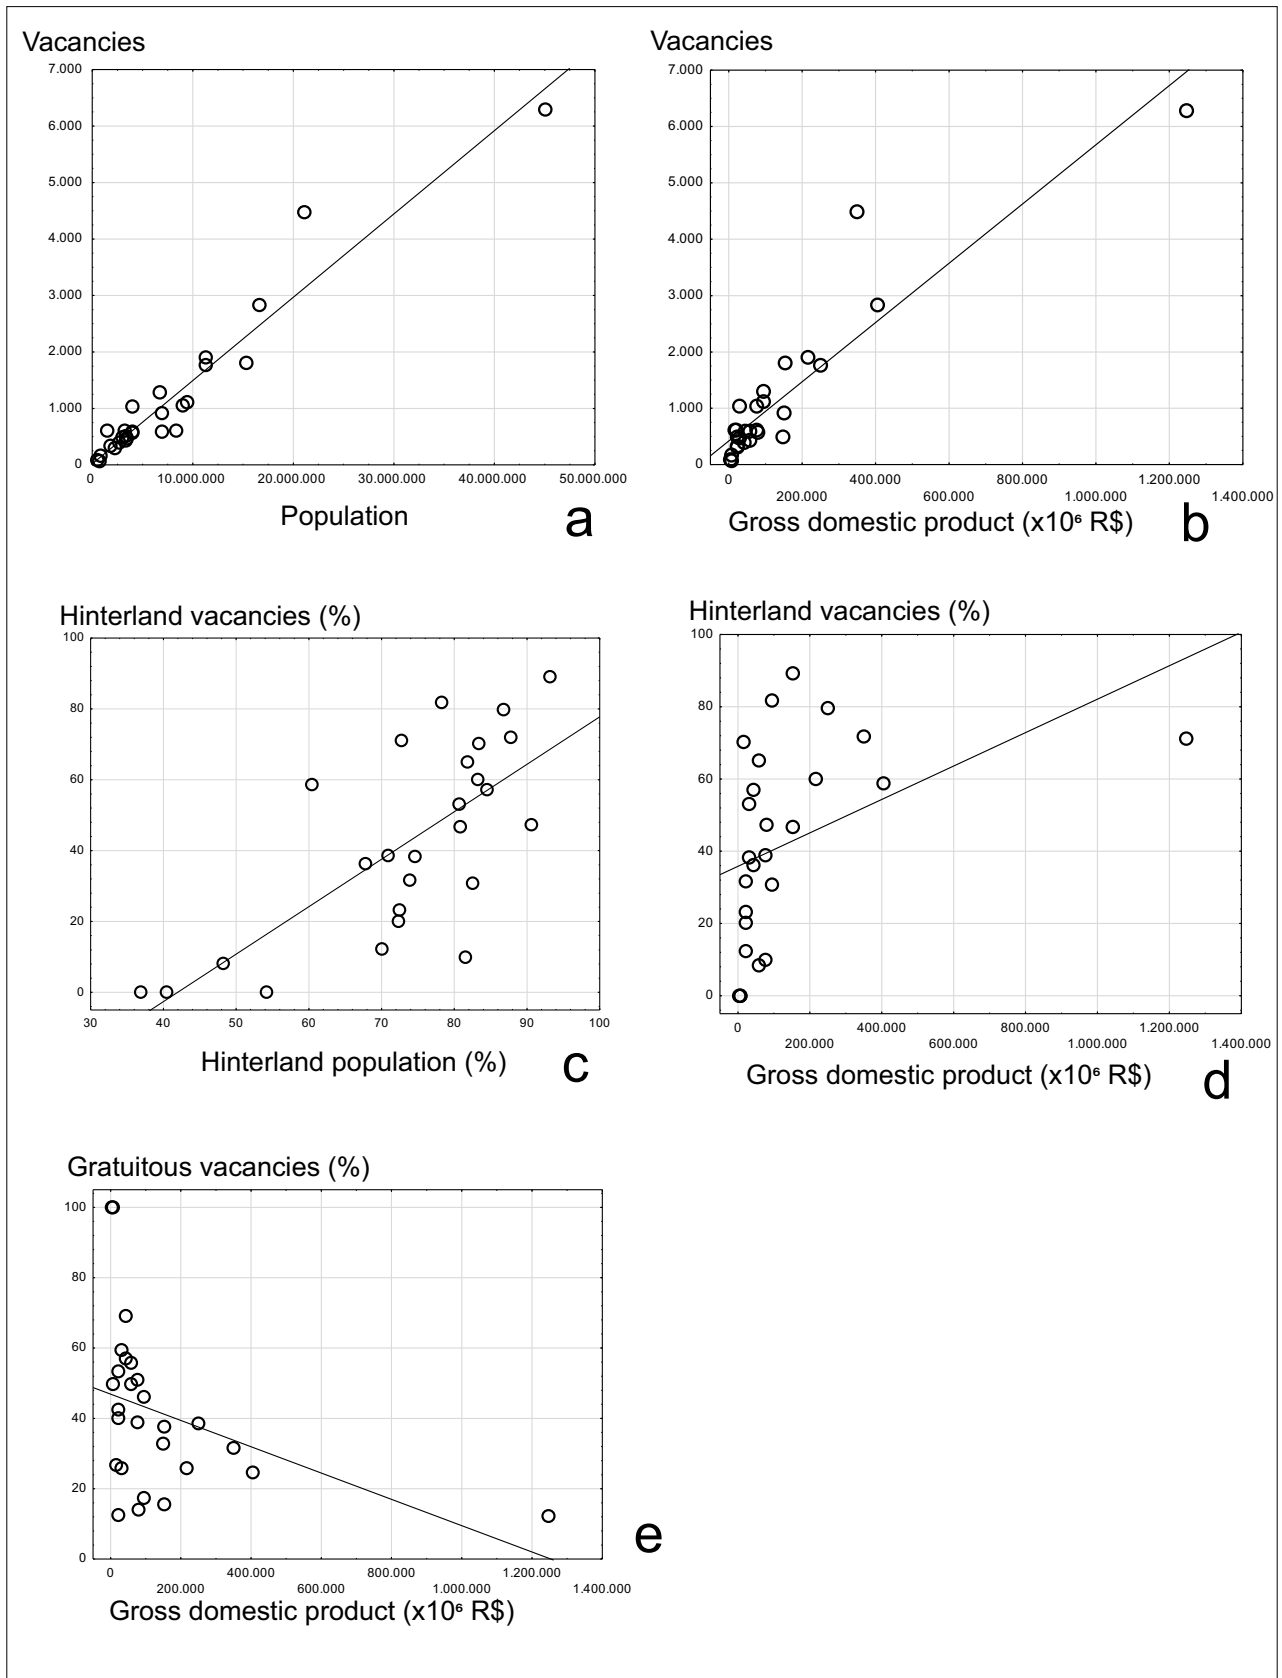 Vacancies
7.000
6.000
5.000
4.000
3.000
2.000
1.000
0
0 10.000.000 20.000.000 30.000.000 40.000.000 50.000.000
Population
a
Vacancies
7.000
6.000
5.000
4.000
3.000
2.000
1.000
0
0 400.000 800.000 1.200.000
200.000 600.000 1.000.000 1.400.000
Gross domestic product (x10⁶ R$)
b
Hinterland vacancies (%)
100
80
60
40
20
0
30 40 50 60 70 80 90 100
Hinterland population (%)
c
Hinterland vacancies (%)
100
80
60
40
20
0
0 400.000 800.000 1.200.000
200.000 600.000 1.000.000 1.400.000
Gross domestic product (x10⁶ R$)
d
Gratuitous vacancies (%)
100
80
60
40
20
0
0 400.000 800.000 1.200.000
200.000 600.000 1.000.000 1.400.000
Gross domestic product (x10⁶ R$)
e